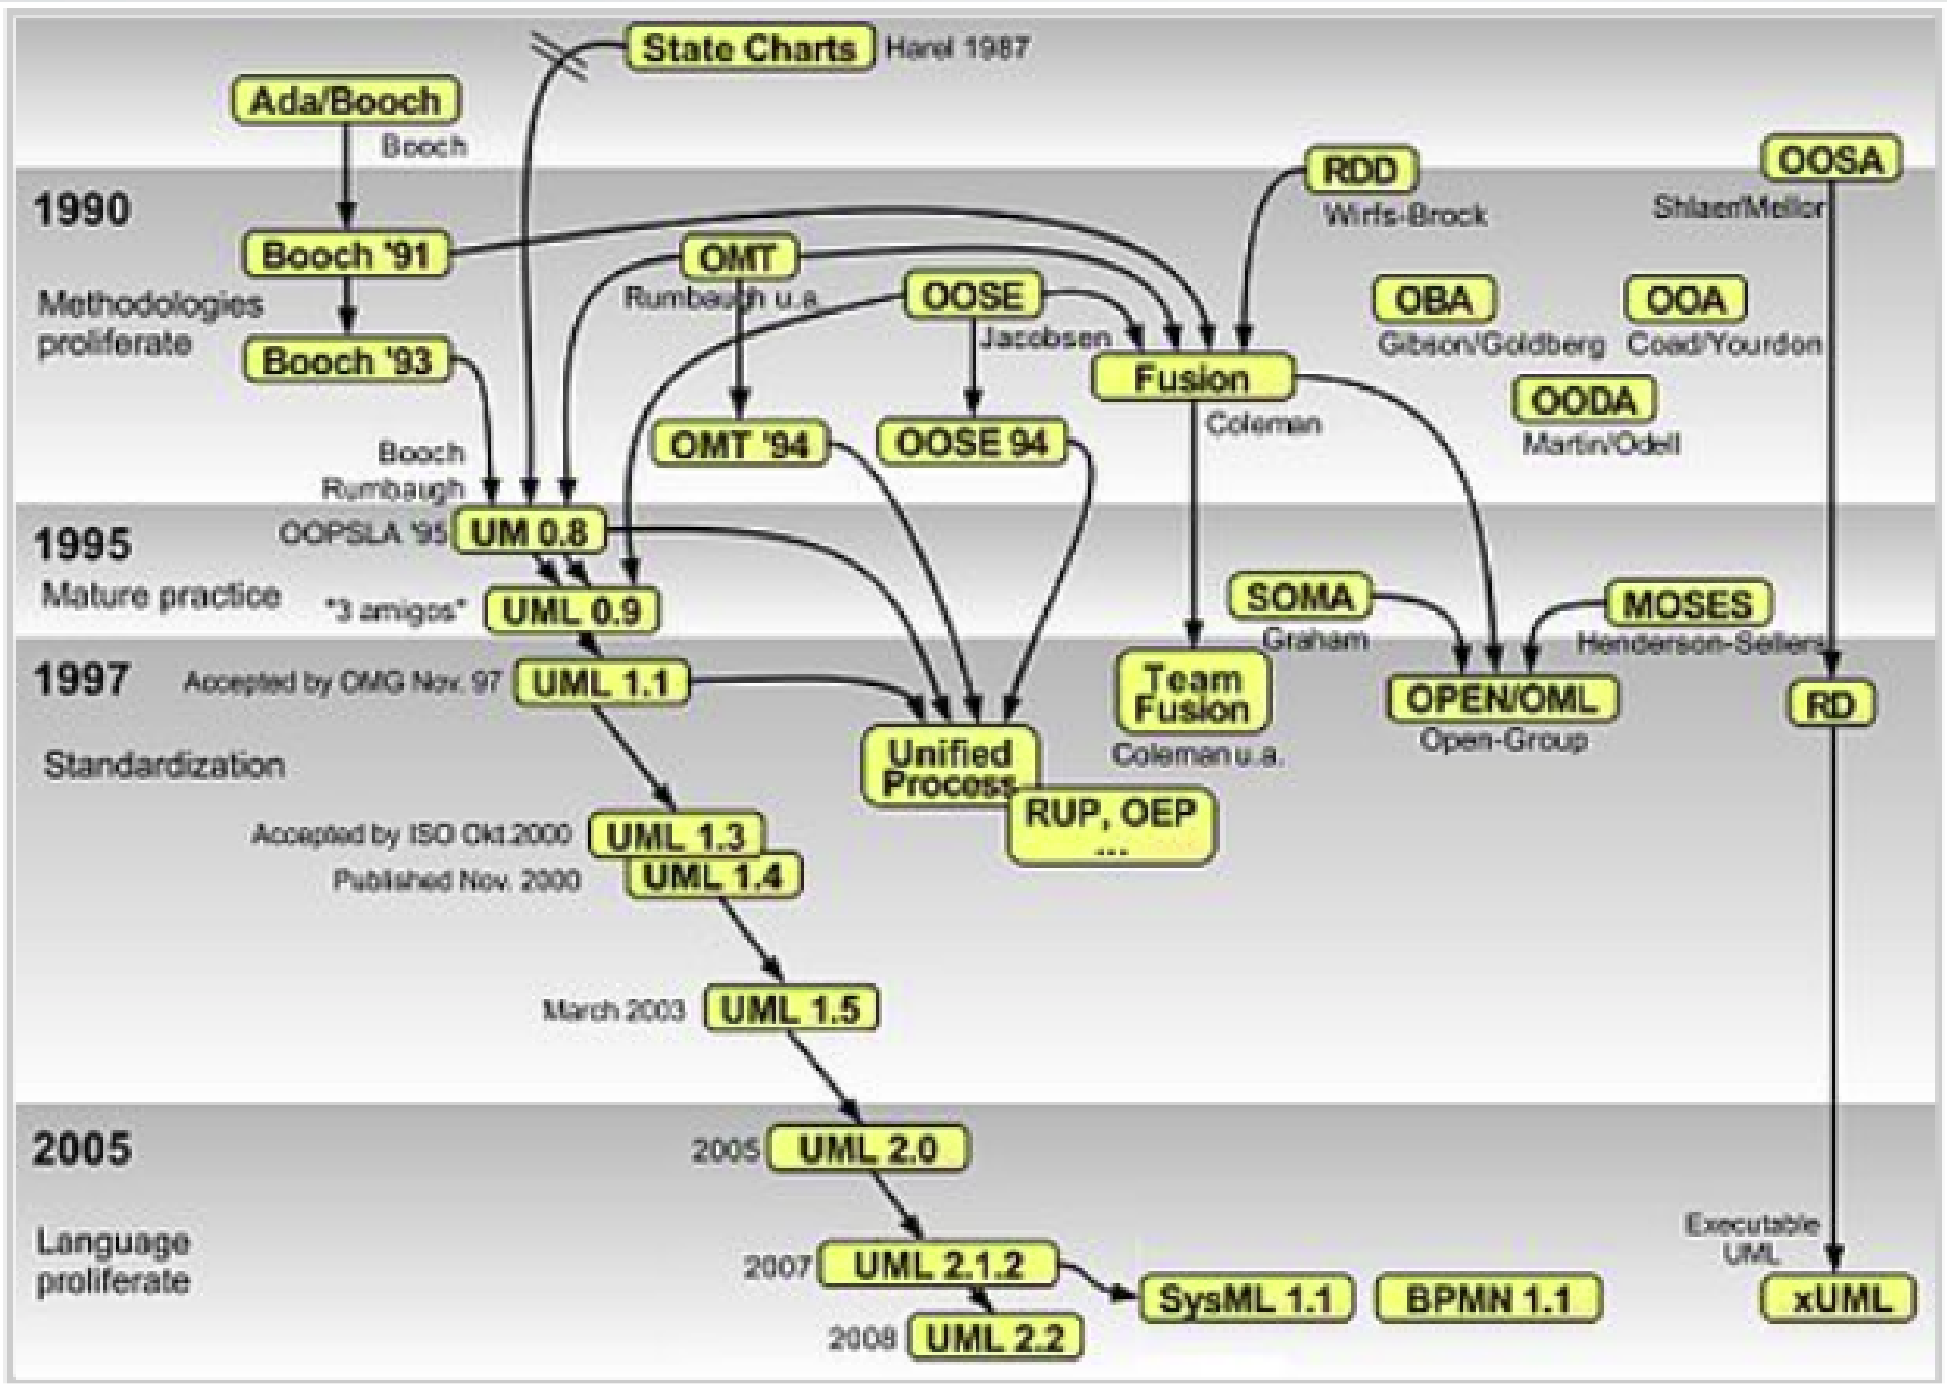 State Charts Harel 1987
Ada/Booch
Booch
OOSA
RDD
Shlaer/Mellor
Wirfs-Brock
1990
Booch '91
OMT
Rumbaugh u.a.
OOSE
Jacobsen
OBA
Gibson/Goldberg
OOA
Coad/Yourdon
Methodologies
proliferate
Booch '93
Fusion
Coleman
OODA
Martin/Odell
OMT '94
OOSE 94
Booch
Rumbaugh
OOPSLA '95 UM 0.8
1995
Mature practice
"3 amigos" UML 0.9
SOMA
Graham
MOSES
Henderson-Sellers
1997
Accepted by OMG Nov. 97 UML 1.1
Team
Fusion
Coleman u.a.
OPEN/OML
Open-Group
RD
Standardization
Unified
Process
RUP, OEP
...
Accepted by ISO Okt.2000 UML 1.3
Published Nov. 2000 UML 1.4
March 2003 UML 1.5
2005
2005 UML 2.0
Language
proliferate
2007 UML 2.1.2
SysML 1.1
BPMN 1.1
Executable
UML
xUML
2008 UML 2.2